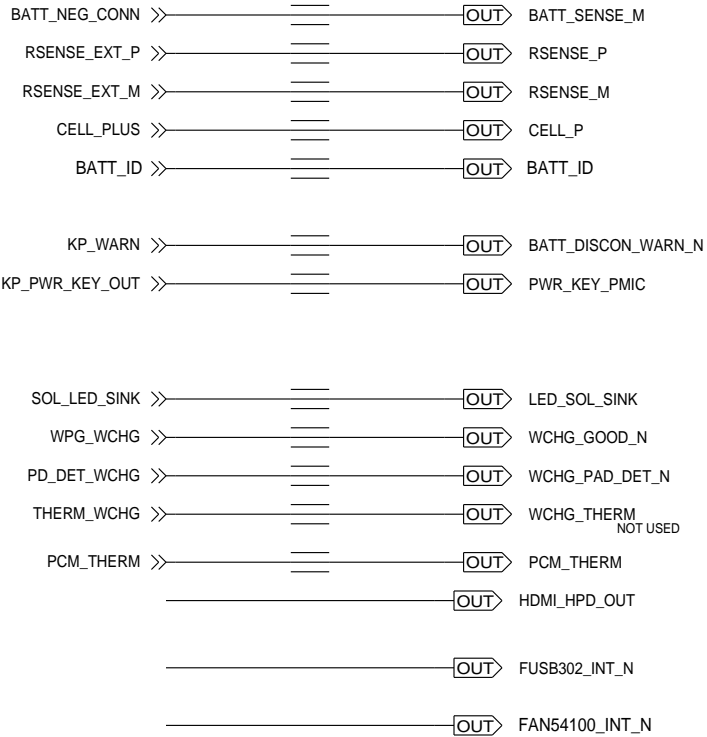 BATT_NEG_CONN OUT BATT_SENSE_M
RSENSE_EXT_P OUT RSENSE_P
RSENSE_EXT_M OUT RSENSE_M
CELL_PLUS OUT CELL_P
BATT_ID OUT BATT_ID
KP_WARN OUT BATT_DISCON_WARN_N
KP_PWR_KEY_OUT OUT PWR_KEY_PMIC
SOL_LED_SINK OUT LED_SOL_SINK
WPG_WCHG OUT WCHG_GOOD_N
PD_DET_WCHG OUT WCHG_PAD_DET_N
THERM_WCHG OUT WCHG_THERM
NOT USED
PCM_THERM OUT PCM_THERM
OUT HDMI_HPD_OUT
OUT FUSB302_INT_N
OUT FAN54100_INT_N